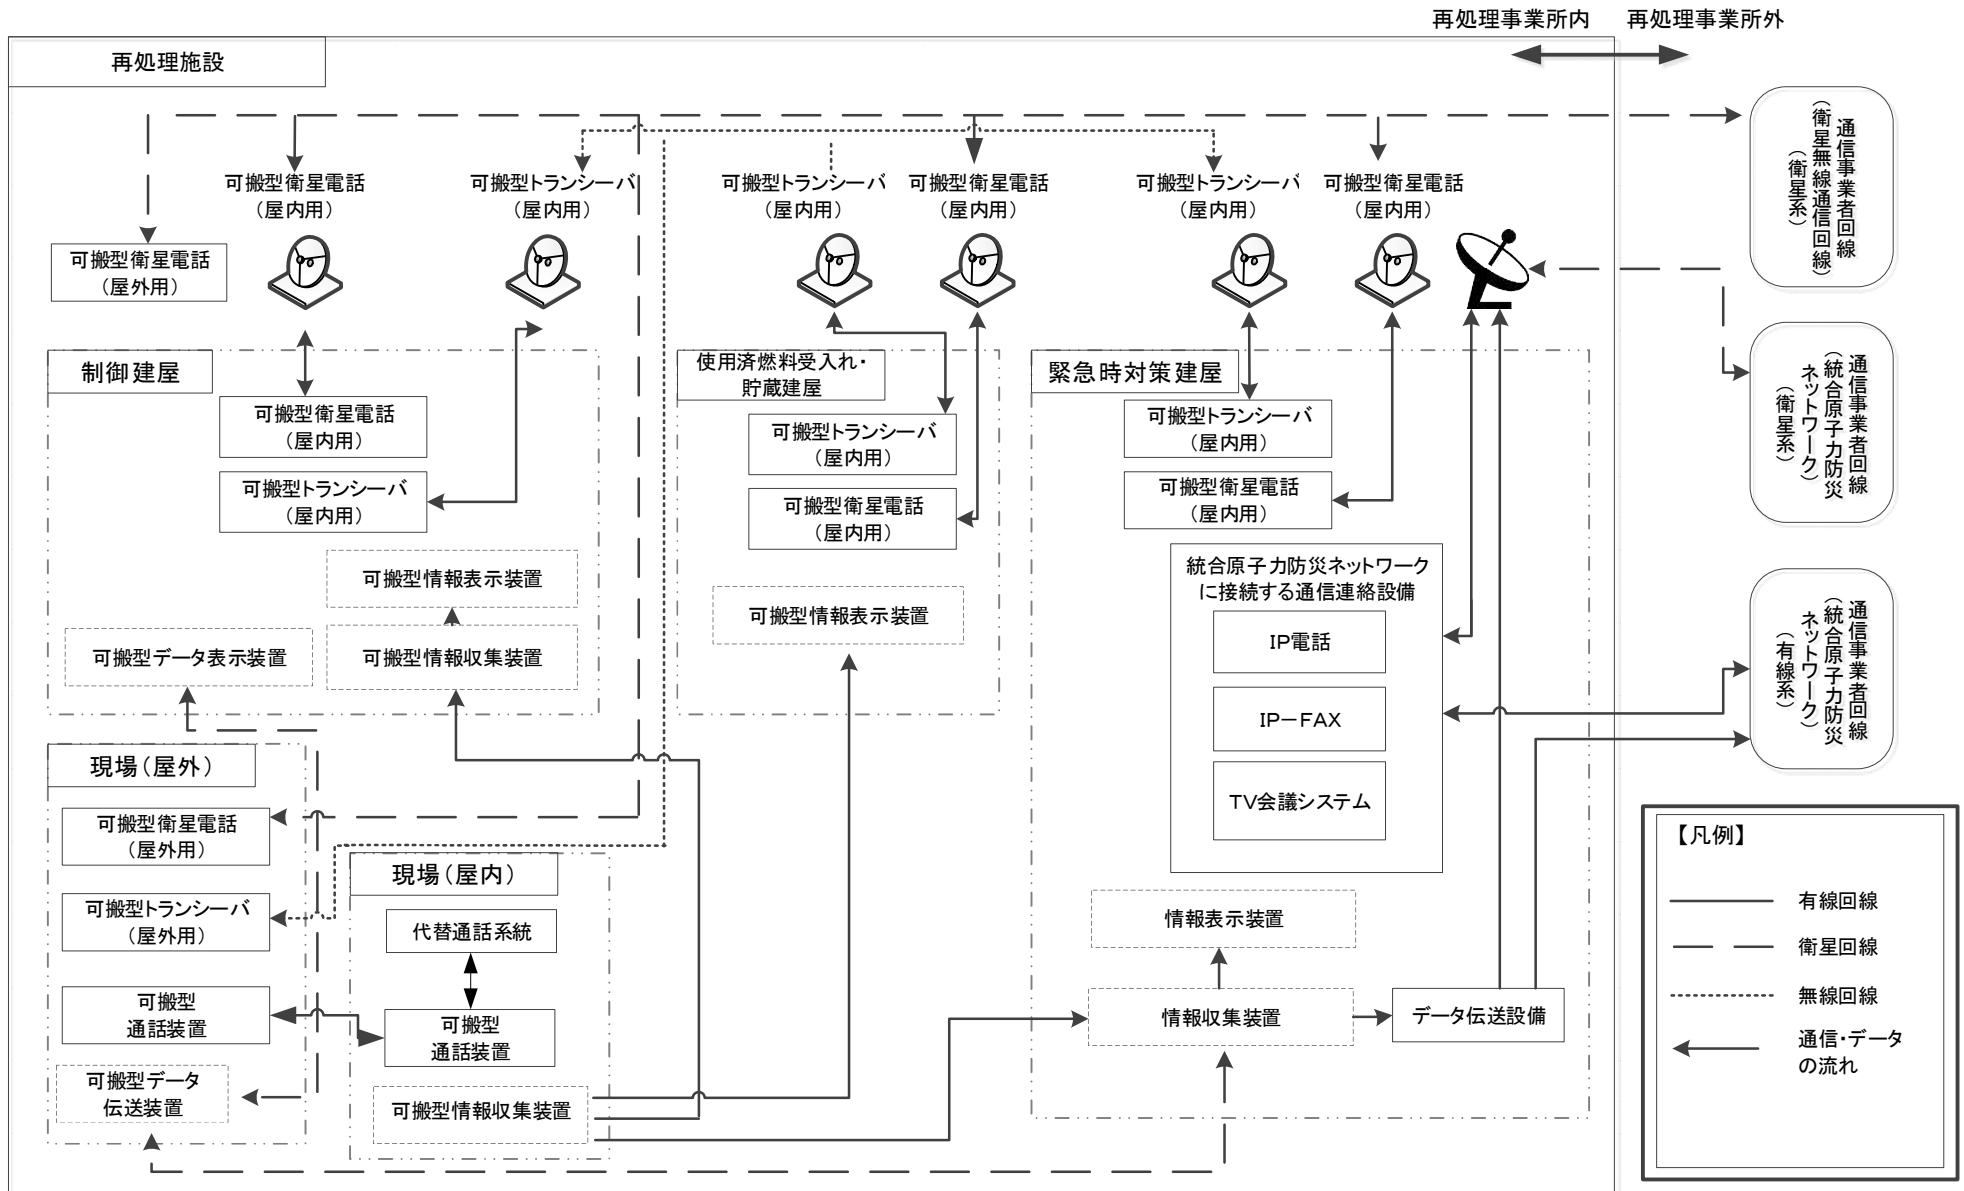 再処理事業所内
再処理事業所外
再処理施設
可搬型衛星電話
（屋内用）
可搬型トランシーバ
（屋内用）
可搬型トランシーバ
（屋内用）
可搬型衛星電話
（屋内用）
可搬型トランシーバ
（屋内用）
可搬型衛星電話
（屋内用）
可搬型衛星電話
（屋外用）
通信事業者回線
（衛星無線通信回線）
（衛星系）
通信事業者回線
（統合原子力防災
ネットワーク）
（衛星系）
通信事業者回線
（統合原子力防災
ネットワーク）
（有線系）
制御建屋
可搬型衛星電話
（屋内用）
可搬型トランシーバ
（屋内用）
可搬型情報表示装置
可搬型データ表示装置
可搬型情報収集装置
使用済燃料受入れ・
貯蔵建屋
可搬型トランシーバ
（屋内用）
可搬型衛星電話
（屋内用）
可搬型情報表示装置
緊急時対策建屋
可搬型トランシーバ
（屋内用）
可搬型衛星電話
（屋内用）
統合原子力防災ネットワーク
に接続する通信連絡設備
IP電話
IP－FAX
TV会議システム
情報表示装置
情報収集装置
データ伝送設備
現場（屋外）
可搬型衛星電話
（屋外用）
可搬型トランシーバ
（屋外用）
可搬型
通話装置
可搬型データ
伝送装置
現場（屋内）
代替通話系統
可搬型
通話装置
可搬型情報収集装置
【凡例】
有線回線
衛星回線
無線回線
通信・データ
の流れ